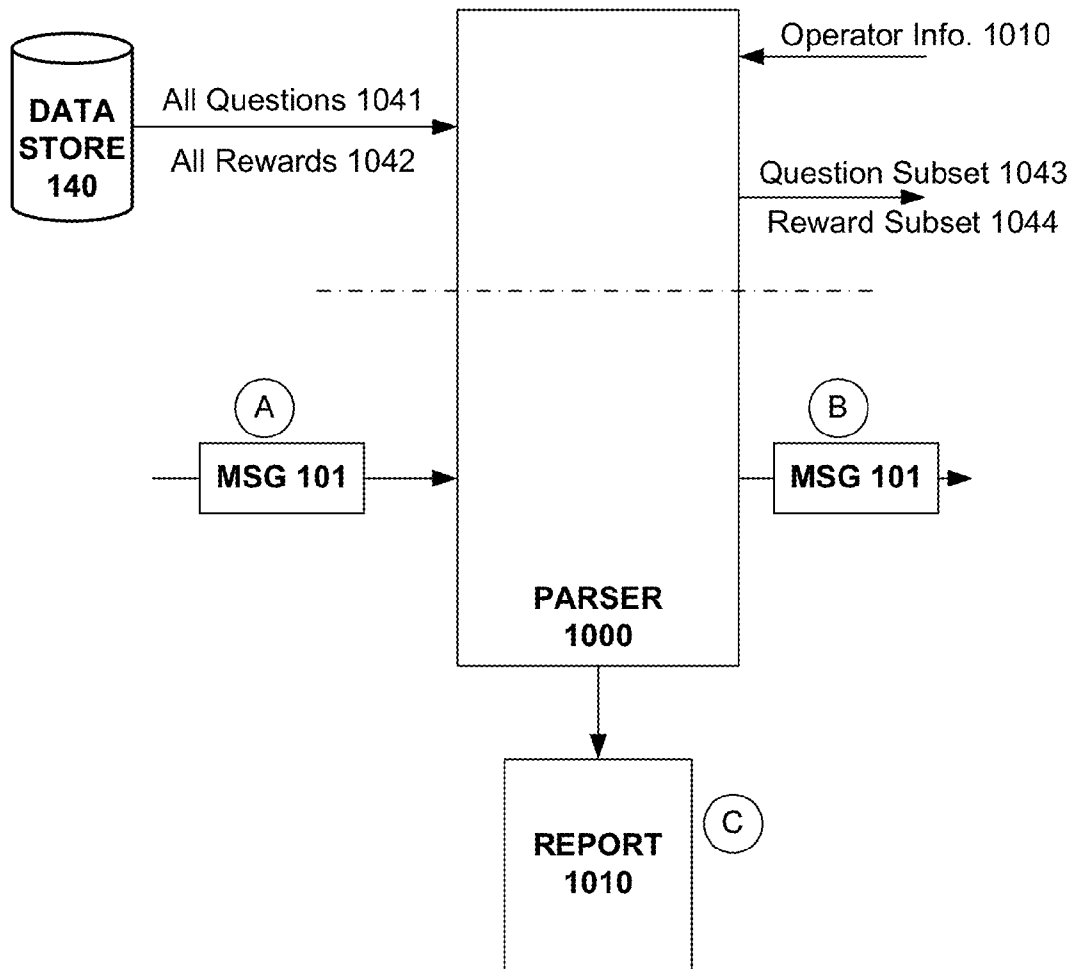 Operator Info. 1010
DATA
STORE
140
All Questions 1041
All Rewards 1042
Question Subset 1043
Reward Subset 1044
A
MSG 101
B
MSG 101
PARSER
1000
REPORT
1010
C